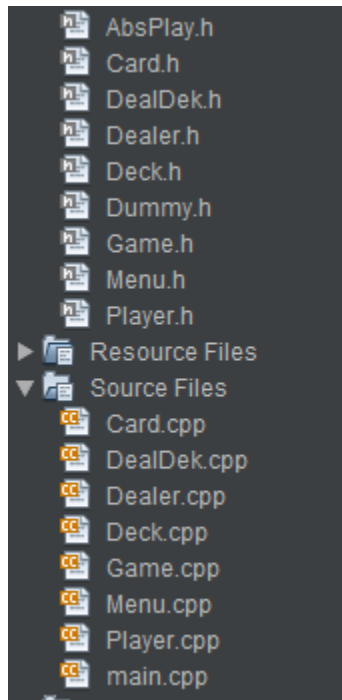 AbsPlay.h
Card.h
DealDek.h
Dealer.h
Deck.h
Dummy.h
Game.h
Menu.h
Player.h
Resource Files
Source Files
Card.cpp
DealDek.cpp
Dealer.cpp
Deck.cpp
Game.cpp
Menu.cpp
Player.cpp
main.cpp